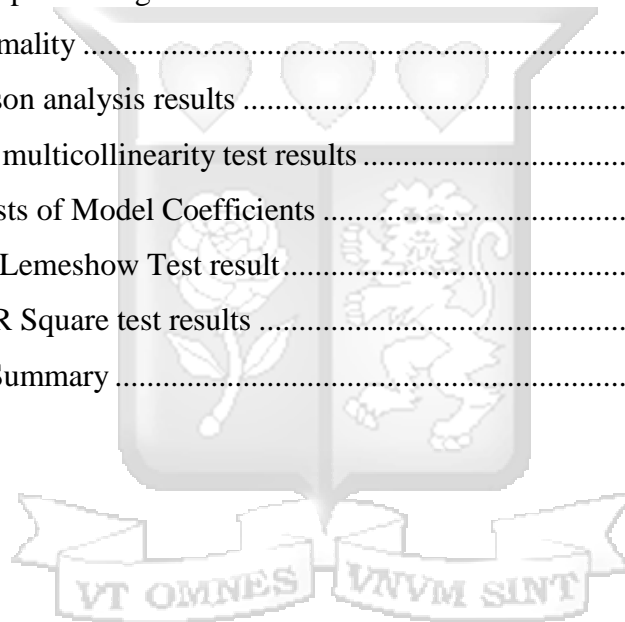 mality ........................................................................
son analysis results ...................................................
multicollinearity test results ...................................
sts of Model Coefficients .........................................
Lemeshow Test result..............................................
R Square test results .................................................
Summary ......................................................................
VT OMNES VNVM SINT